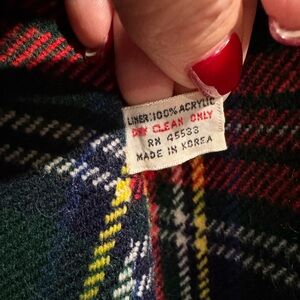 LINER:100% ACRYLIC
DRY CLEAN ONLY
RN 45533
MADE IN KOREA